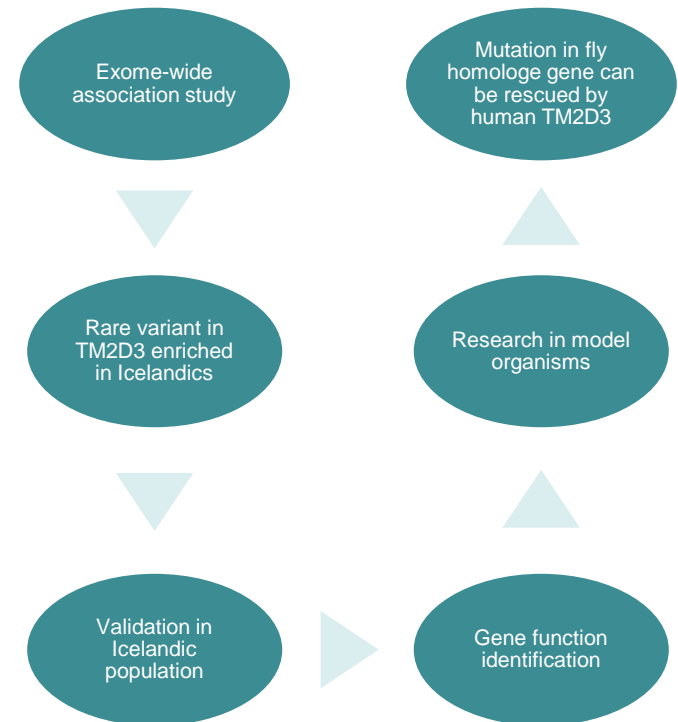 Exome-wide
association study
Rare variant in
TM2D3 enriched
in Icelandics
Validation in
Icelandic
population
Gene function
identification
Research in model
organisms
Mutation in fly
homologe gene can
be rescued by
human TM2D3